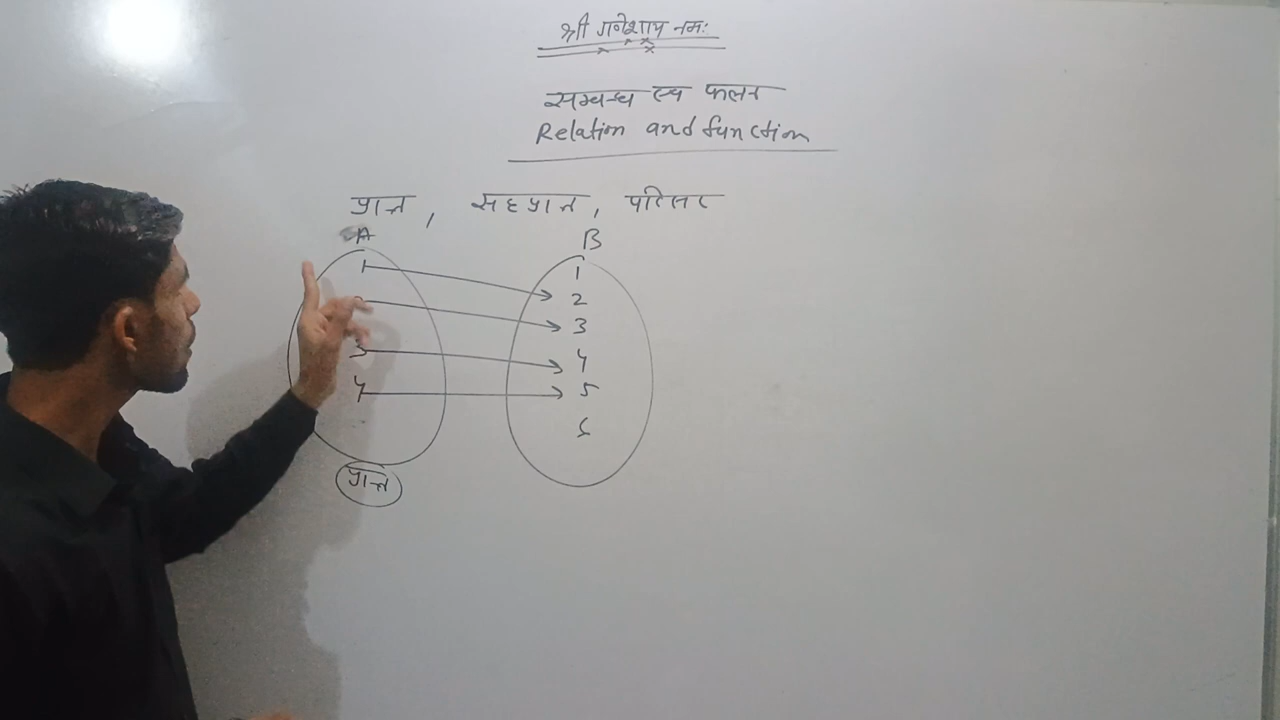 श्री गणेशाय नमः
सम्बन्ध एवं फलन
Relation and function
प्रान्त, सहप्रान्त, परिसर
A B
1 1
2
3
3 4
4 5
6
प्रान्त